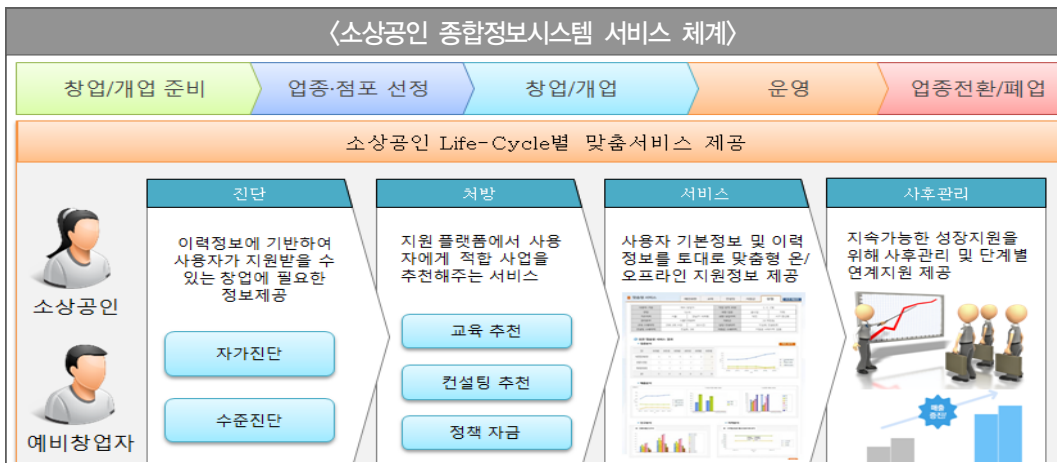 〈소상공인 종합정보시스템 서비스 체계〉
창업/개업 준비
업종·점포 선정
창업/개업
운영
업종전환/폐업
소상공인 Life-Cycle별 맞춤서비스 제공
소상공인
예비창업자
진단
이력정보에 기반하여
사용자가 지원받을 수
있는 창업에 필요한
정보제공
자가진단
수준진단
처방
지원 플랫폼에서 사용
자에게 적합 사업을
추천해주는 서비스
교육 추천
컨설팅 추천
정책 자금
서비스
사용자 기본정보 및 이력
정보를 토대로 맞춤형 온/
오프라인 지원정보 제공
사후관리
지속가능한 성장지원을
위해 사후관리 및 단계별
연계지원 제공
매출
증진!